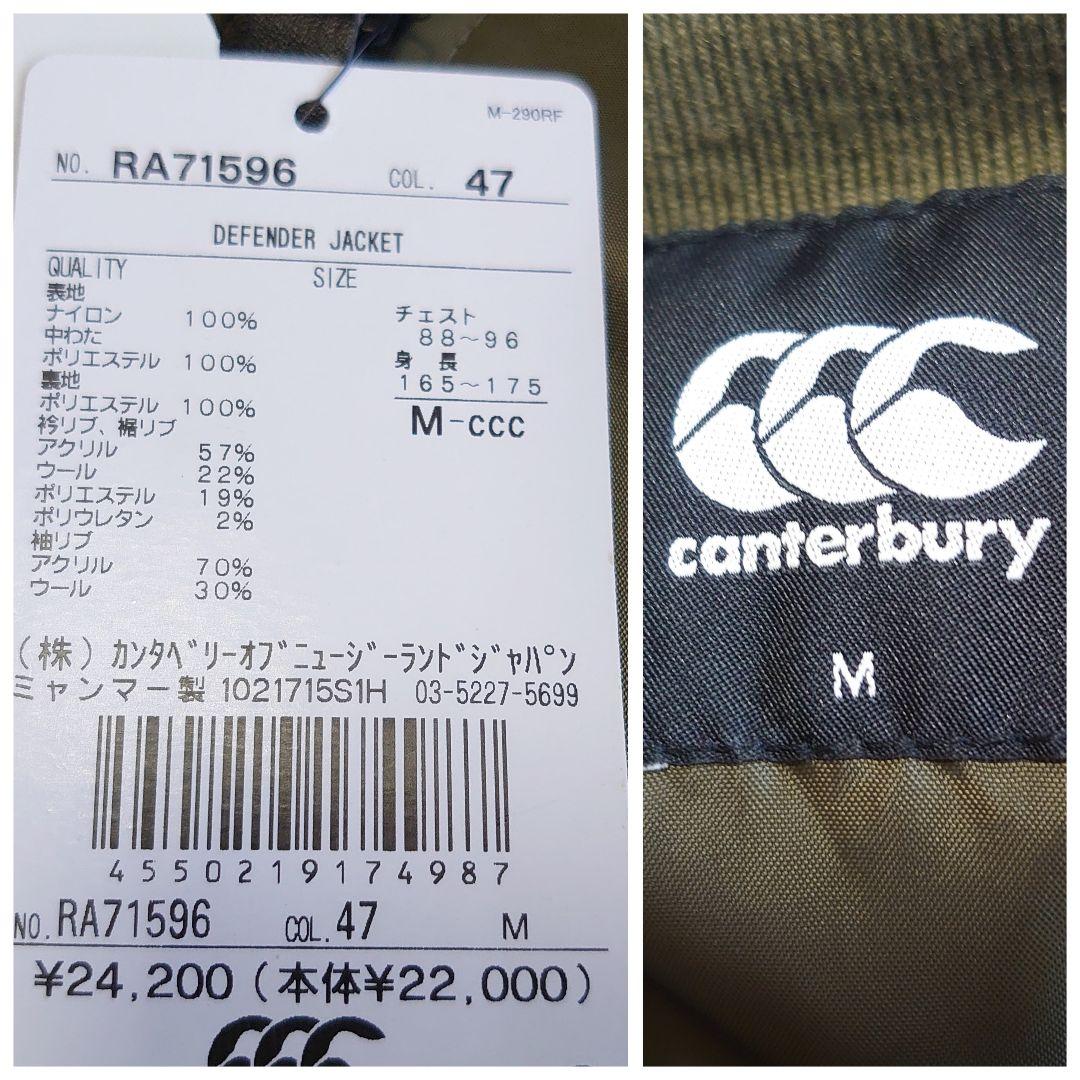 M-290RF
NO. RA71596 COL. 47
DEFENDER JACKET
QUALITY SIZE
表地
ナイロン 100%
中わた
ポリエステル 100%
裏地
ポリエステル 100%
衿リブ、裾リブ
アクリル 57%
ウール 22%
ポリエステル 19%
ポリウレタン 2%
袖リブ
アクリル 70%
ウール 30%
チェスト
88~96
身 長
165~175
M-CCC
(株)カンタベリーオブニュージーランドジャパン
ミャンマー製 1021715S1H 03-5227-5699
4550219174987
NO. RA71596 COL. 47 M
¥24,200(本体¥22,000)
canterbury
M